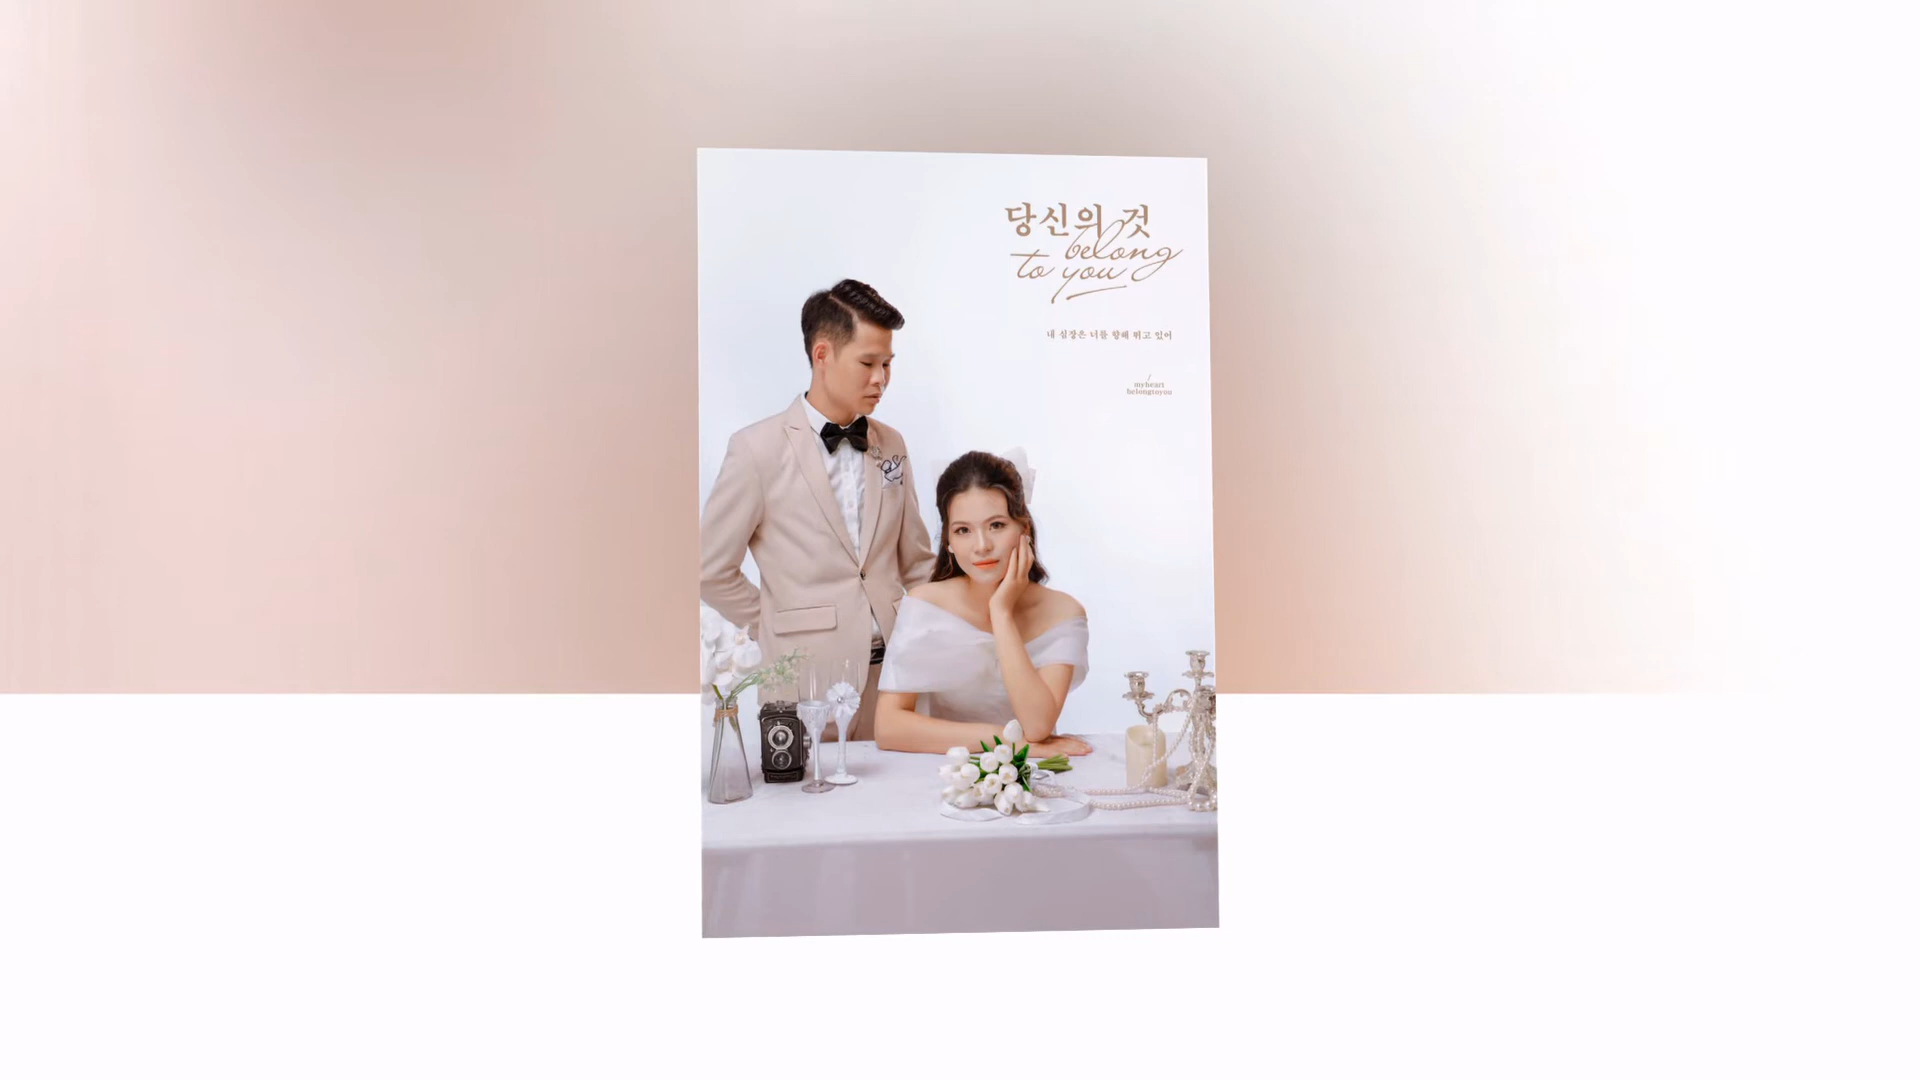 당신의 것
belong
to you
내 심장은 너를 향해 뛰고 있어
/
myheart
belongtoyou